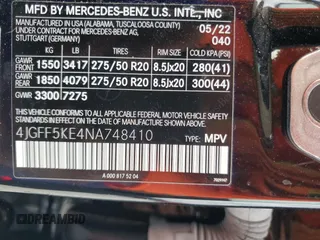 MFD BY MERCEDES-BENZ U.S. INTL., INC
MADE IN USA (ALABAMA, TUSCALOOSA COUNTY)
UNDER CONTRACT FOR MERCEDES-BENZ AG,
STUTTGART (GERMANY)
05/22
040
KG LB TIRES RIM SIZE COLD KPA (PSI)
GAWR FRONT 1550 3417 275/50 R20 8.5Jx20 280(41)
GAWR REAR 1850 4079 275/50 R20 8.5Jx20 300(44)
GVWR 3300 7275
4JGFF5KE4NA748410 TYPE: MPV
THIS VEHICLE CONFORMS TO ALL APPLICABLE U.S. FEDERAL MOTOR VEHICLE SAFETY STANDARDS IN EFFECT ON THE DATE OF MANUFACTURE SHOWN ABOVE.
A 000 817 52 04
DREAMBID